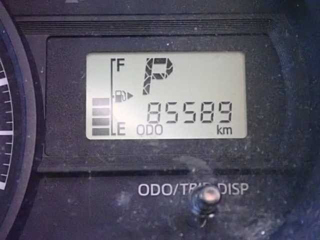 F
P
85589
E ODO km
ODO/TRIP DISP